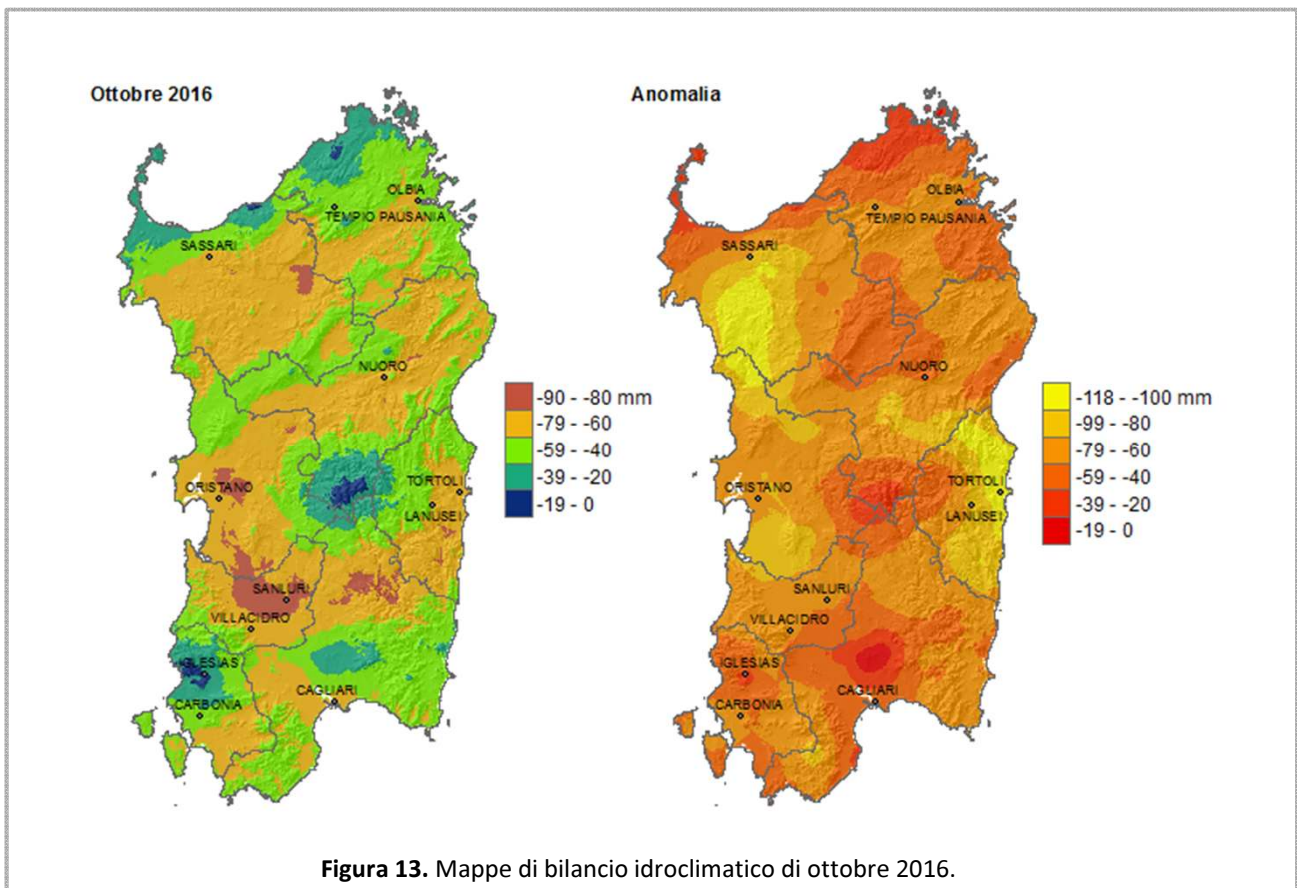 Ottobre 2016
OLBIA
TEMPIO PAUSANIA
SASSARI
NUORO
ORISTANO
TORTOLI
LANUSEI
SANLURI
VILLACIDRO
IGLESIAS
CARBONIA
CAGLIARI
-90 - -80 mm
-79 - -60
-59 - -40
-39 - -20
-19 - 0
Anomalia
OLBIA
TEMPIO PAUSANIA
SASSARI
NUORO
ORISTANO
TORTOLI
LANUSEI
SANLURI
VILLACIDRO
IGLESIAS
CARBONIA
CAGLIARI
-118 - -100 mm
-99 - -80
-79 - -60
-59 - -40
-39 - -20
-19 - 0
Figura 13. Mappe di bilancio idroclimatico di ottobre 2016.